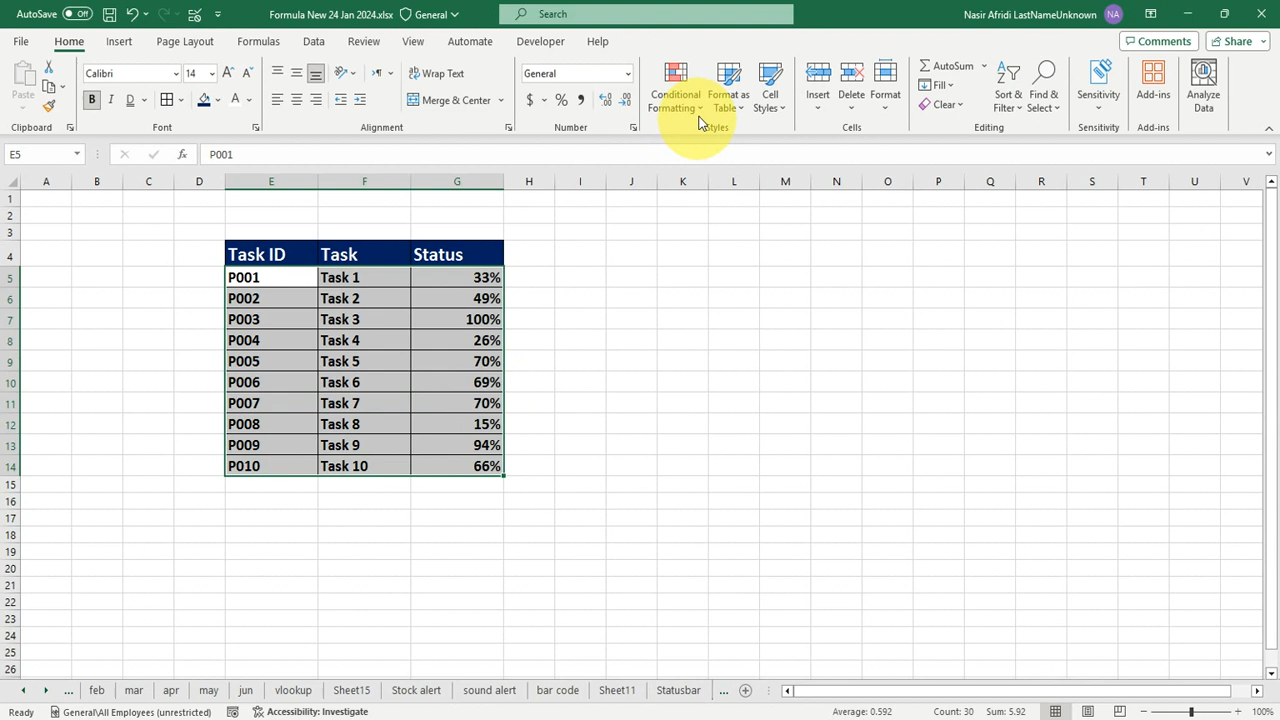 AutoSave Off
Formula New 24 Jan 2024.xlsx
General
Search
Nasir Afridi LastNameUnknown
NA
File Home Insert Page Layout Formulas Data Review View Automate Developer Help
Comments
Share
Paste
Clipboard
Calibri
14
B I D
Font
Wrap Text
Merge & Center
Alignment
General
$ % ,
Number
Conditional
Formatting
Format as
Table
Cell
Styles
Styles
Insert
Delete
Format
Cells
AutoSum
Fill
Clear
Sort &
Filter
Find &
Select
Editing
Sensitivity
Sensitivity
Add-ins
Add-ins
Analyze
Data
E5
fx
P001
A B C D E F G H I J K L M N O P Q R S T U V
1
2
3
4 Task ID Task Status
5 P001 Task 1 33%
6 P002 Task 2 49%
7 P003 Task 3 100%
8 P004 Task 4 26%
9 P005 Task 5 70%
10 P006 Task 6 69%
11 P007 Task 7 70%
12 P008 Task 8 15%
13 P009 Task 9 94%
14 P010 Task 10 66%
15
16
17
18
19
20
21
22
23
24
25
26
... feb mar apr may jun vlookup Sheet15 Stock alert sound alert bar code Sheet11 Statusbar ...
Ready
General\All Employees (unrestricted)
Accessibility: Investigate
Average: 0.592
Count: 30
Sum: 5.92
100%